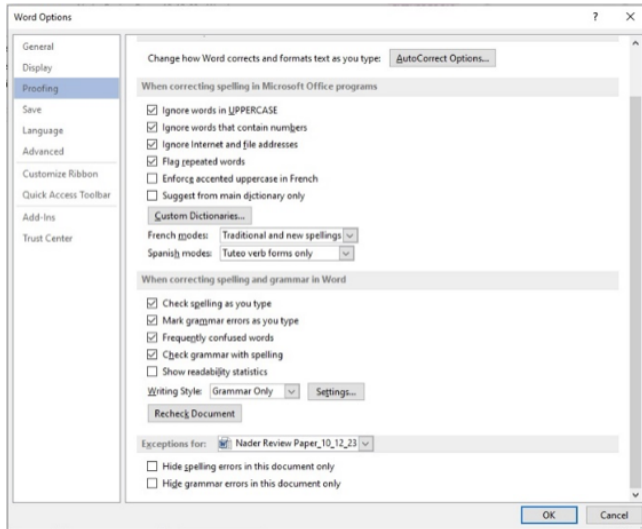 Word Options ? X
General
Display
Proofing
Save
Language
Advanced
Customize Ribbon
Quick Access Toolbar
Add-Ins
Trust Center
Change how Word corrects and formats text as you type: AutoCorrect Options...
When correcting spelling in Microsoft Office programs
Ignore words in UPPERCASE
Ignore words that contain numbers
Ignore Internet and file addresses
Flag repeated words
Enforce accented uppercase in French
Suggest from main dictionary only
Custom Dictionaries...
French modes: Traditional and new spellings
Spanish modes: Tuteo verb forms only
When correcting spelling and grammar in Word
Check spelling as you type
Mark grammar errors as you type
Frequently confused words
Check grammar with spelling
Show readability statistics
Writing Style: Grammar Only Settings...
Recheck Document
Exceptions for: Nader Review Paper_10_12_23
Hide spelling errors in this document only
Hide grammar errors in this document only
OK Cancel